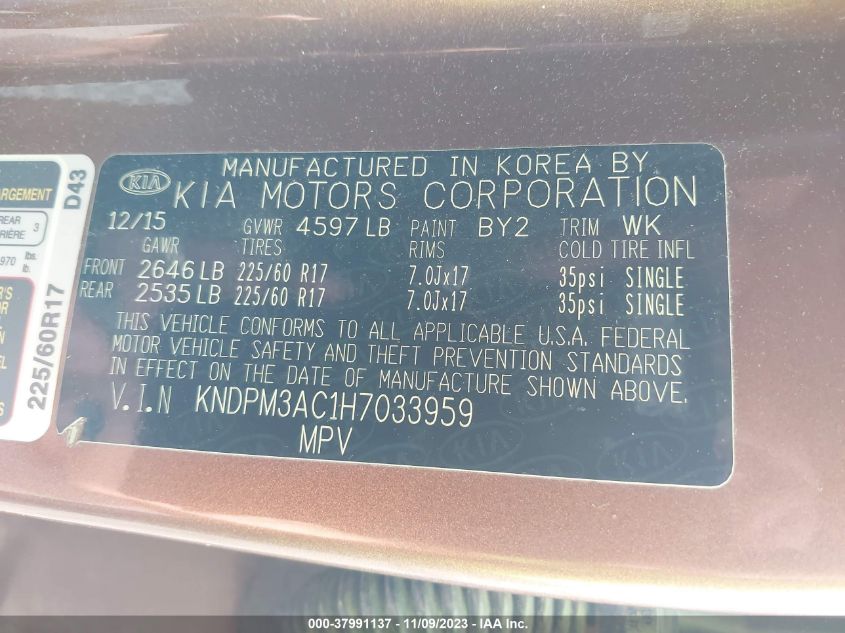 MANUFACTURED IN KOREA BY
KIA
KIA MOTORS CORPORATION
12/15 GVWR 4597 LB PAINT BY2 TRIM WK
GAWR TIRES RIMS COLD TIRE INFL
FRONT 2646 LB 225/60 R17 7.0Jx17 35psi SINGLE
REAR 2535 LB 225/60 R17 7.0Jx17 35psi SINGLE
THIS VEHICLE CONFORMS TO ALL APPLICABLE U.S.A. FEDERAL
MOTOR VEHICLE SAFETY AND THEFT PREVENTION STANDARDS
IN EFFECT ON THE DATE OF MANUFACTURE SHOWN ABOVE.
V.I.N KNDPM3AC1H7033959
MPV
D43
225/60R17
ARGEMENT
REAR 3
RRIÈRE
970 lbs.
lb.
000-37991137 - 11/09/2023 - IAA Inc.